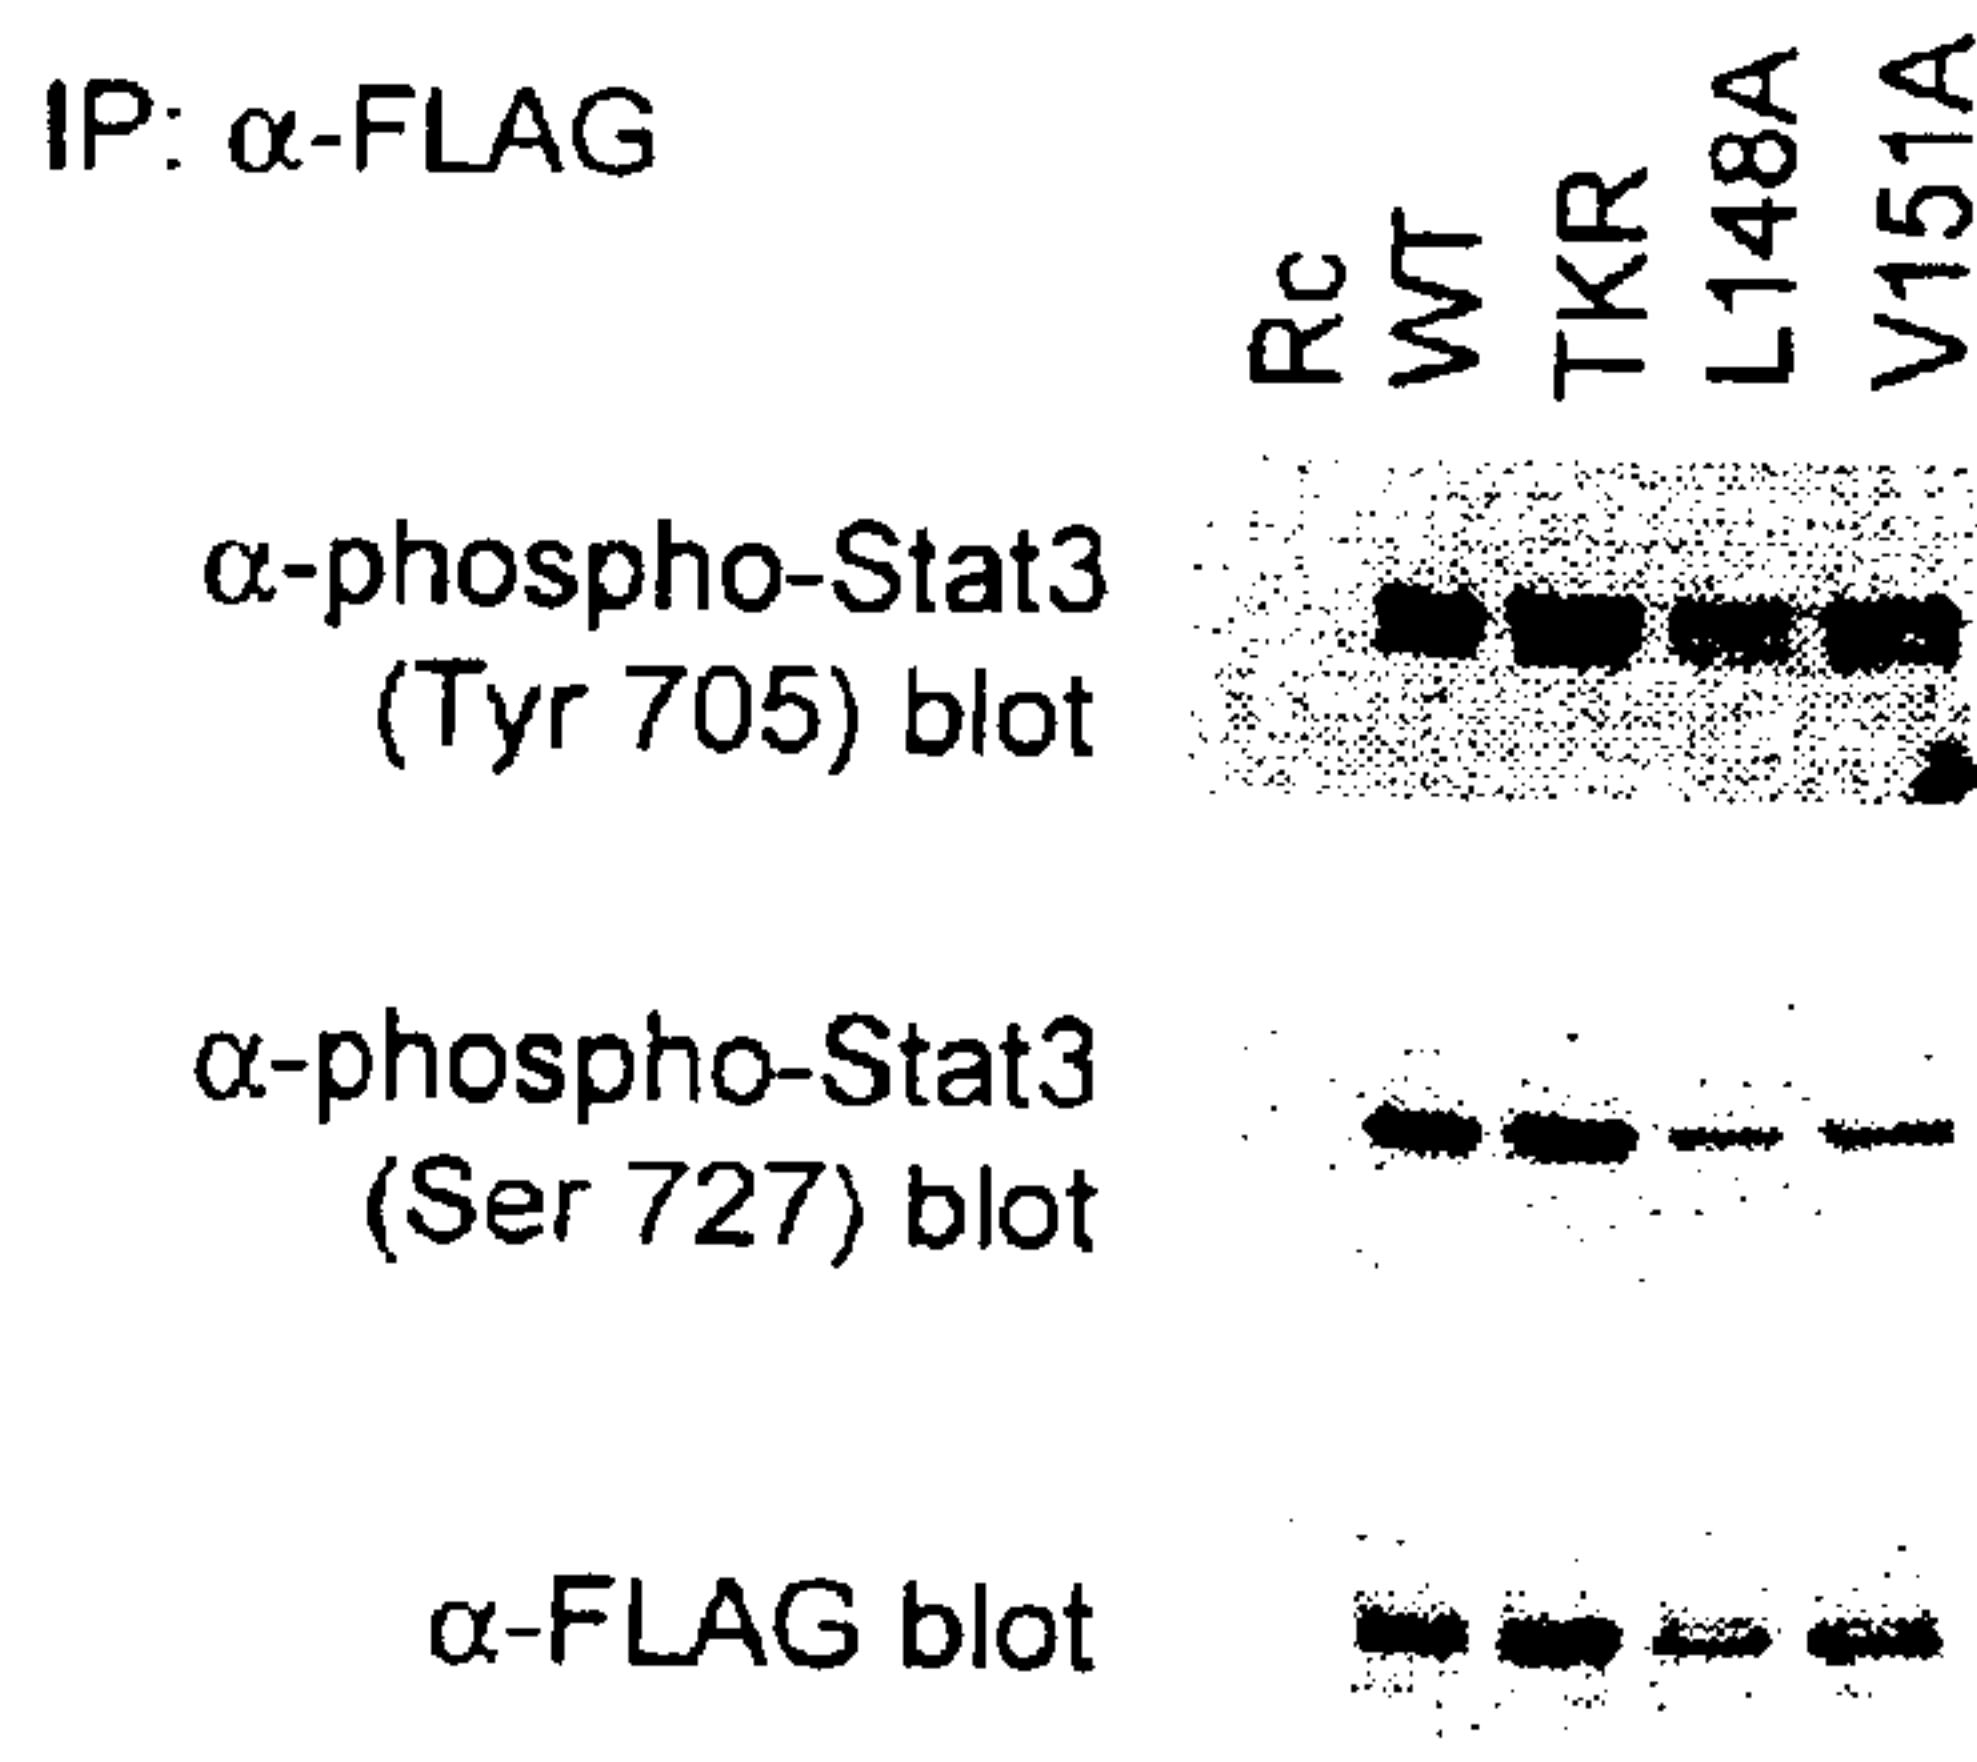 IP: α-FLAG
Rc
WT
TKR
L148A
V151A
α-phospho-Stat3
(Tyr 705) blot
α-phospho-Stat3
(Ser 727) blot
α-FLAG blot